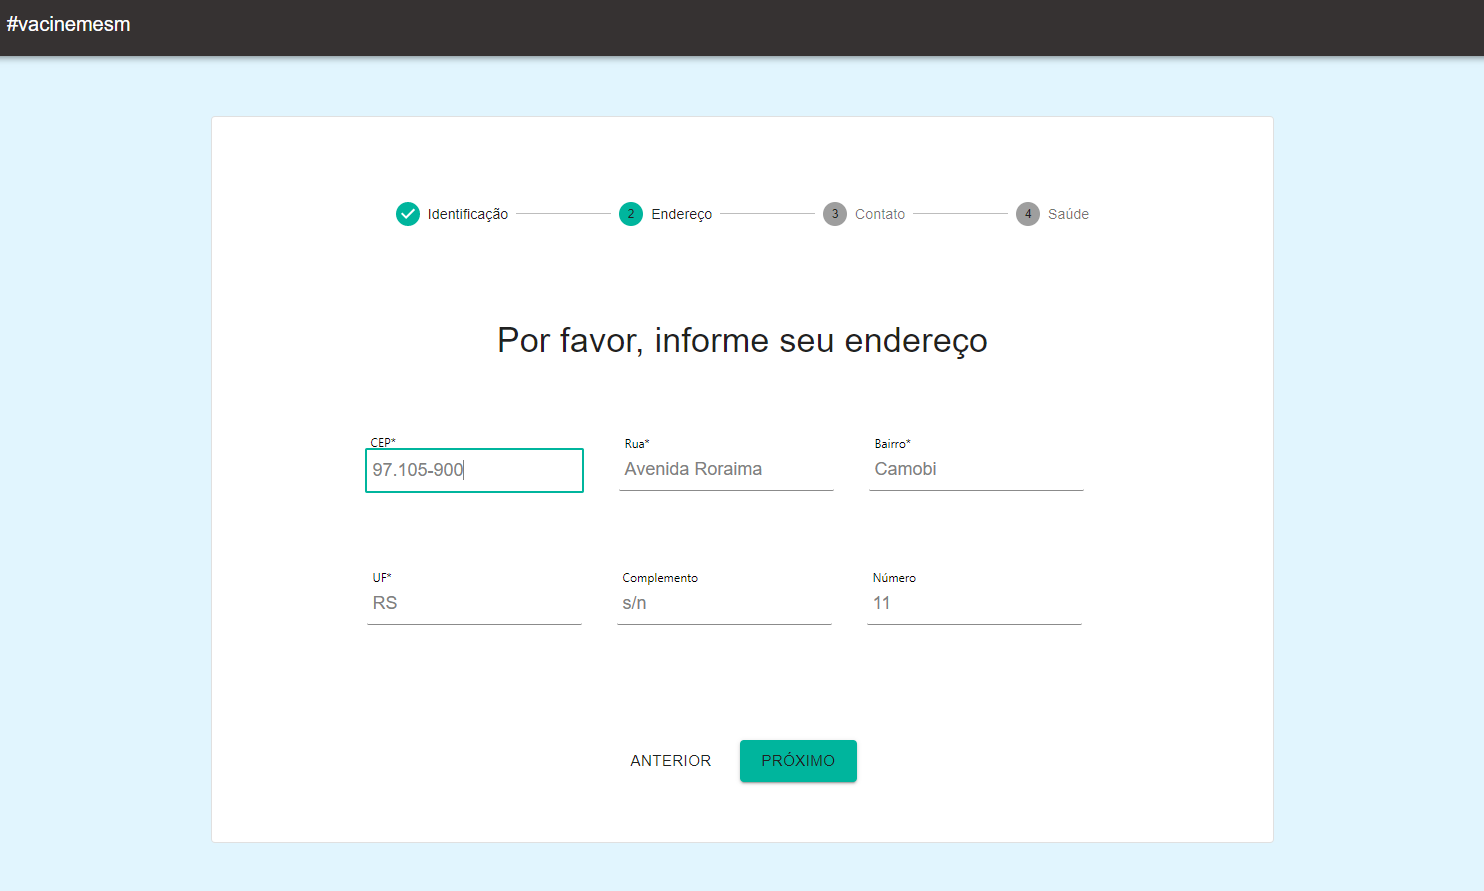 #vacinemesm
Identificação
2 Endereço
3 Contato
4 Saúde
Por favor, informe seu endereço
CEP*
97.105-900
Rua*
Avenida Roraima
Bairro*
Camobi
UF*
RS
Complemento
s/n
Número
11
ANTERIOR
PRÓXIMO